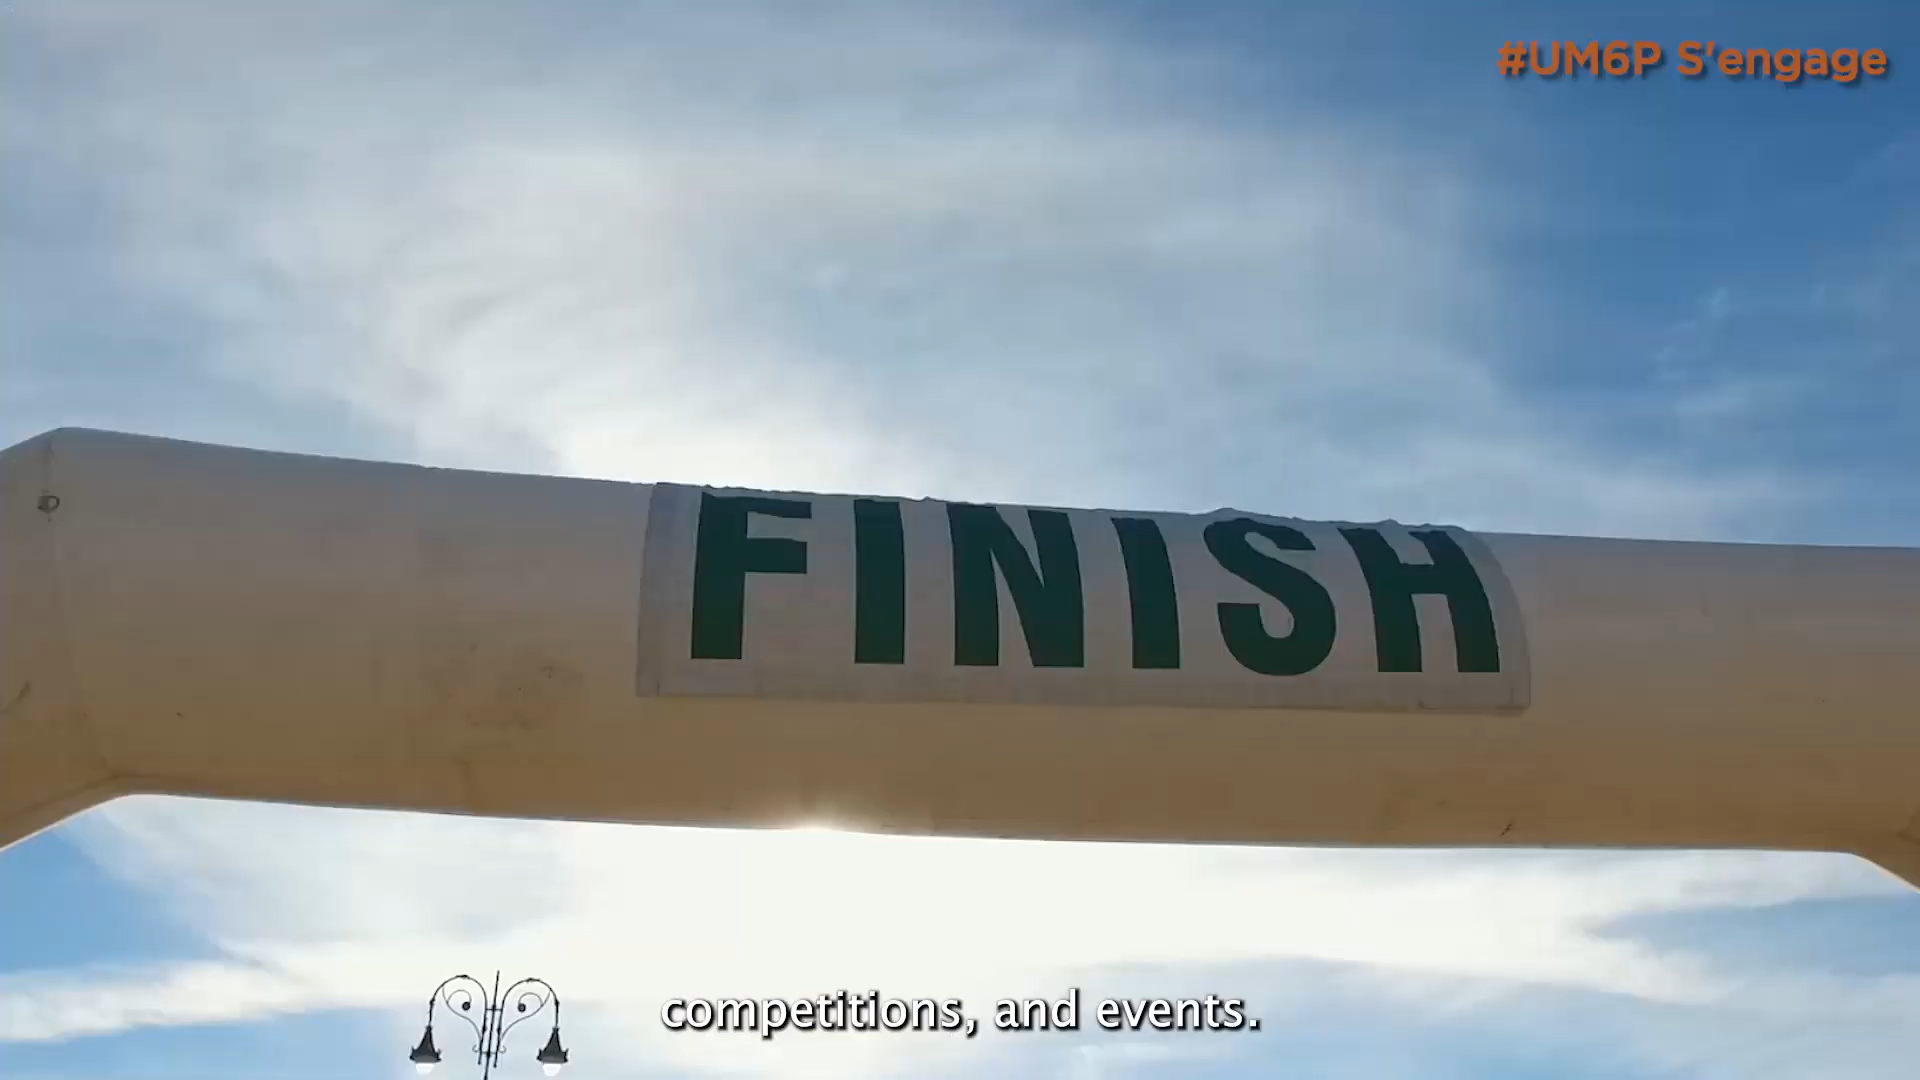 #UM6P S'engage
FINISH
competitions, and events.